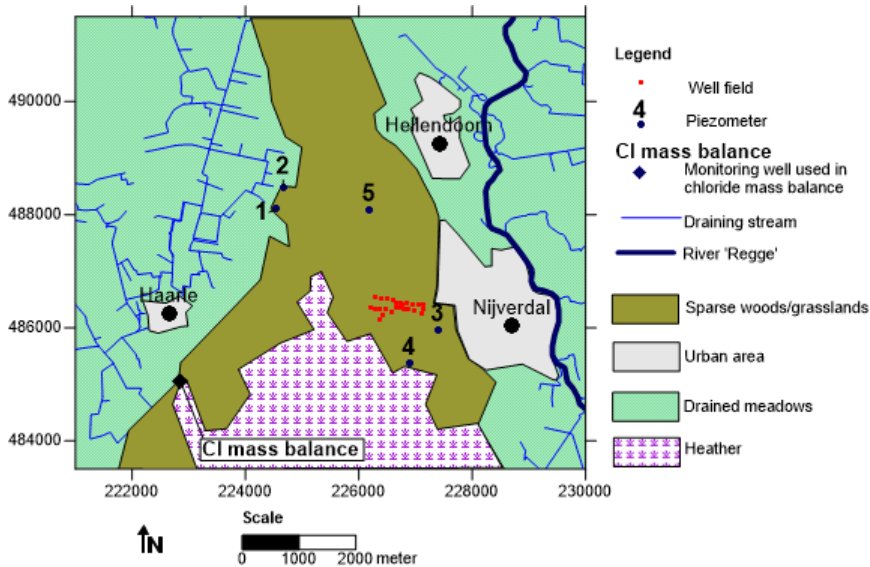 490000
488000
486000
484000
222000
224000
226000
228000
230000
Hellendoorn
2
1
5
Haarle
3
Nijverdal
4
Cl mass balance
N
Scale
0 1000 2000 meter
Legend
Well field
4
Piezometer
Cl mass balance
Monitoring well used in
chloride mass balance
Draining stream
River 'Regge'
Sparse woods/grasslands
Urban area
Drained meadows
Heather